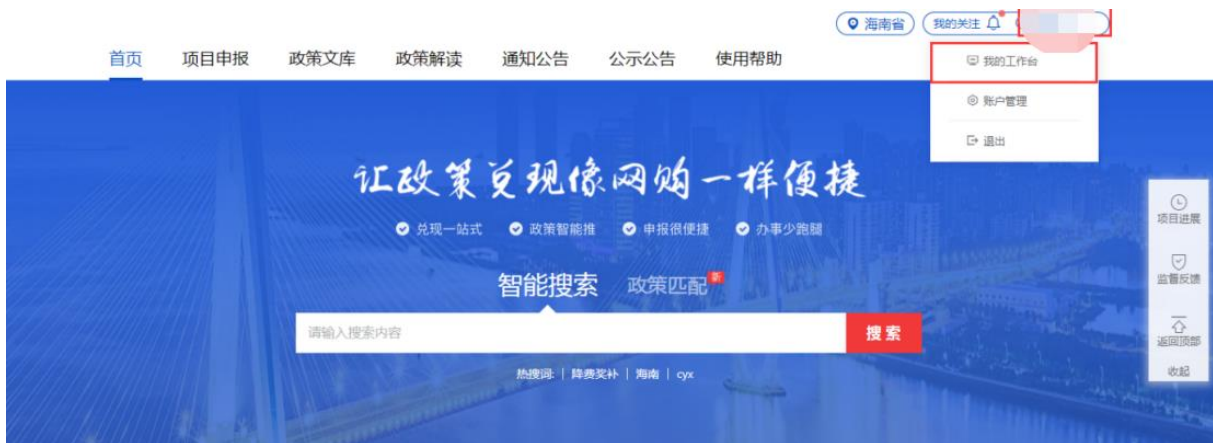 海南省 我的关注
首页 项目申报 政策文库 政策解读 通知公告 公示公告 使用帮助
我的工作台
账户管理
退出
让政策兑现像网购一样便捷
兑现一站式 政策智能推 申报很便捷 办事少跑腿
智能搜索 政策匹配 新
请输入搜索内容 搜索
热搜词: | 降费奖补 | 海南 | cyx
项目进展
监督反馈
返回顶部
收起